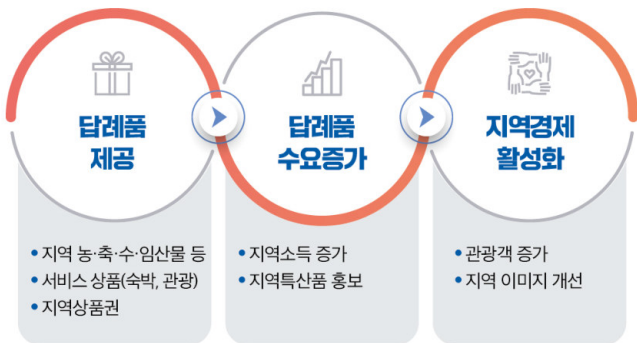 답례품
제공
답례품
수요증가
지역경제
활성화
• 지역 농·축·수·임산물 등
• 서비스 상품(숙박, 관광)
• 지역상품권
• 지역소득 증가
• 지역특산품 홍보
• 관광객 증가
• 지역 이미지 개선